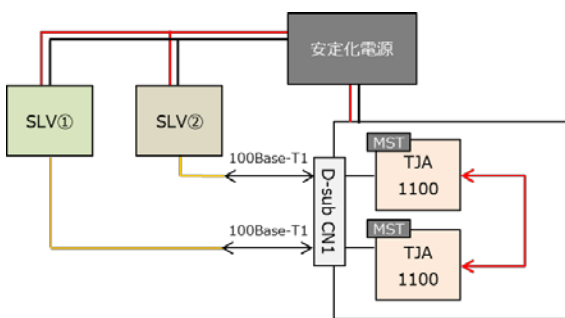 安定化電源
SLV①
SLV②
MST
TJA
1100
100Base-T1
D-sub CN1
100Base-T1
MST
TJA
1100